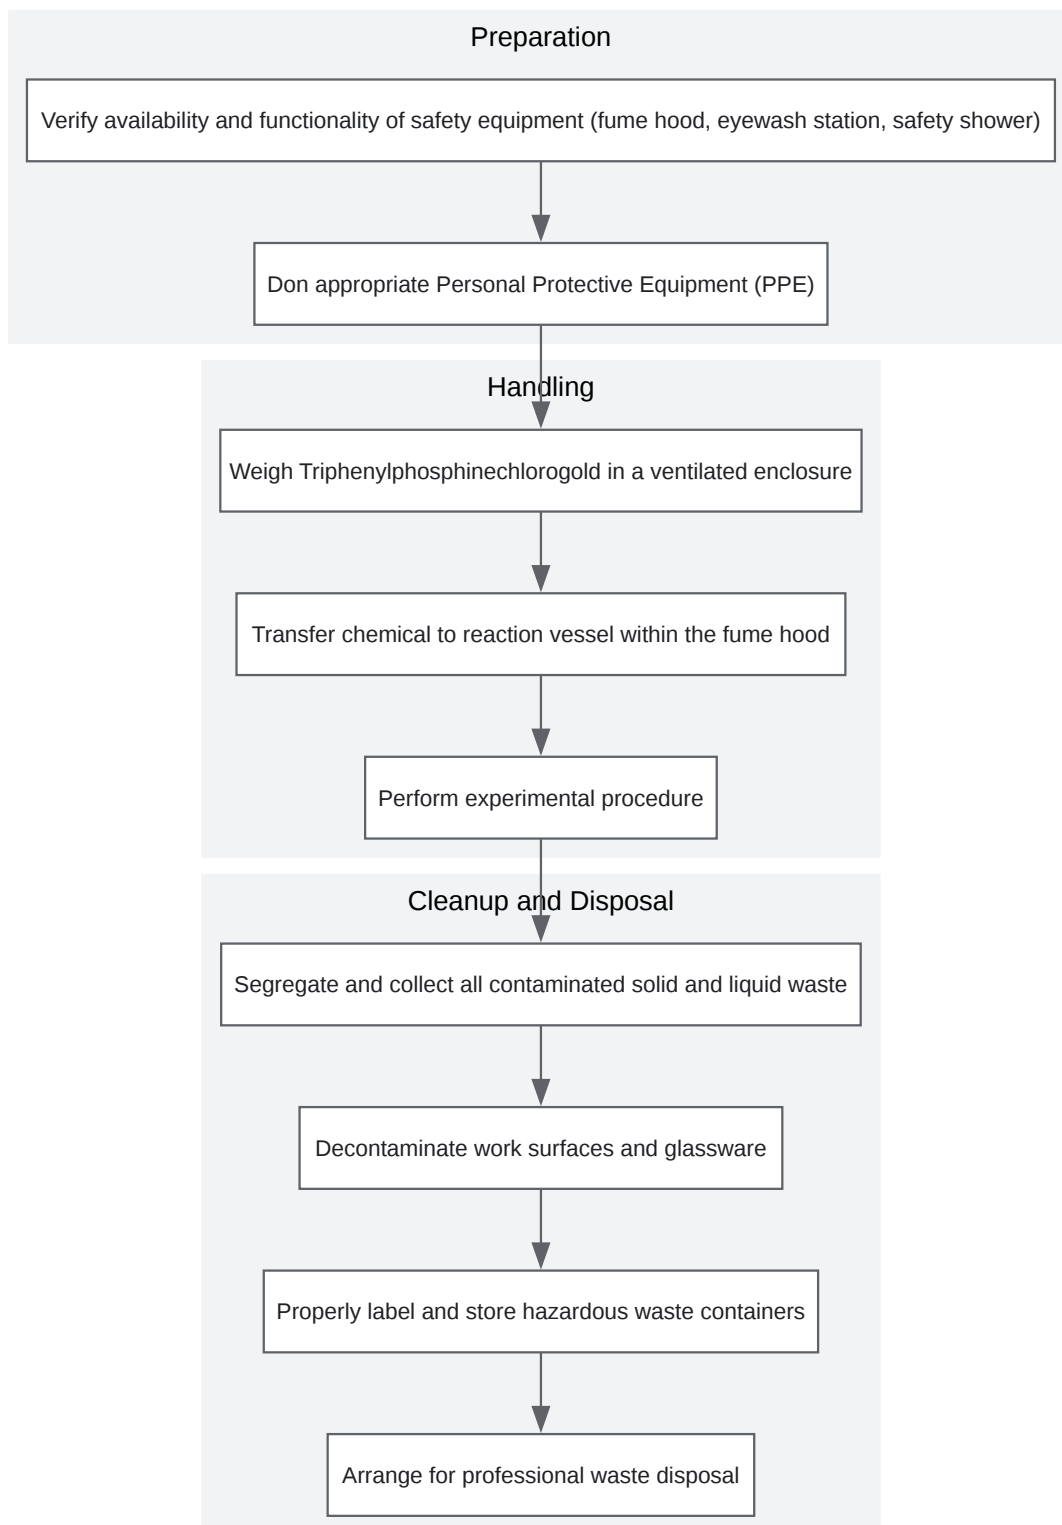 Preparation
Verify availability and functionality of safety equipment (fume hood, eyewash station, safety shower)
Don appropriate Personal Protective Equipment (PPE)
Handling
Weigh Triphenylphosphinechlorogold in a ventilated enclosure
Transfer chemical to reaction vessel within the fume hood
Perform experimental procedure
Cleanup and Disposal
Segregate and collect all contaminated solid and liquid waste
Decontaminate work surfaces and glassware
Properly label and store hazardous waste containers
Arrange for professional waste disposal